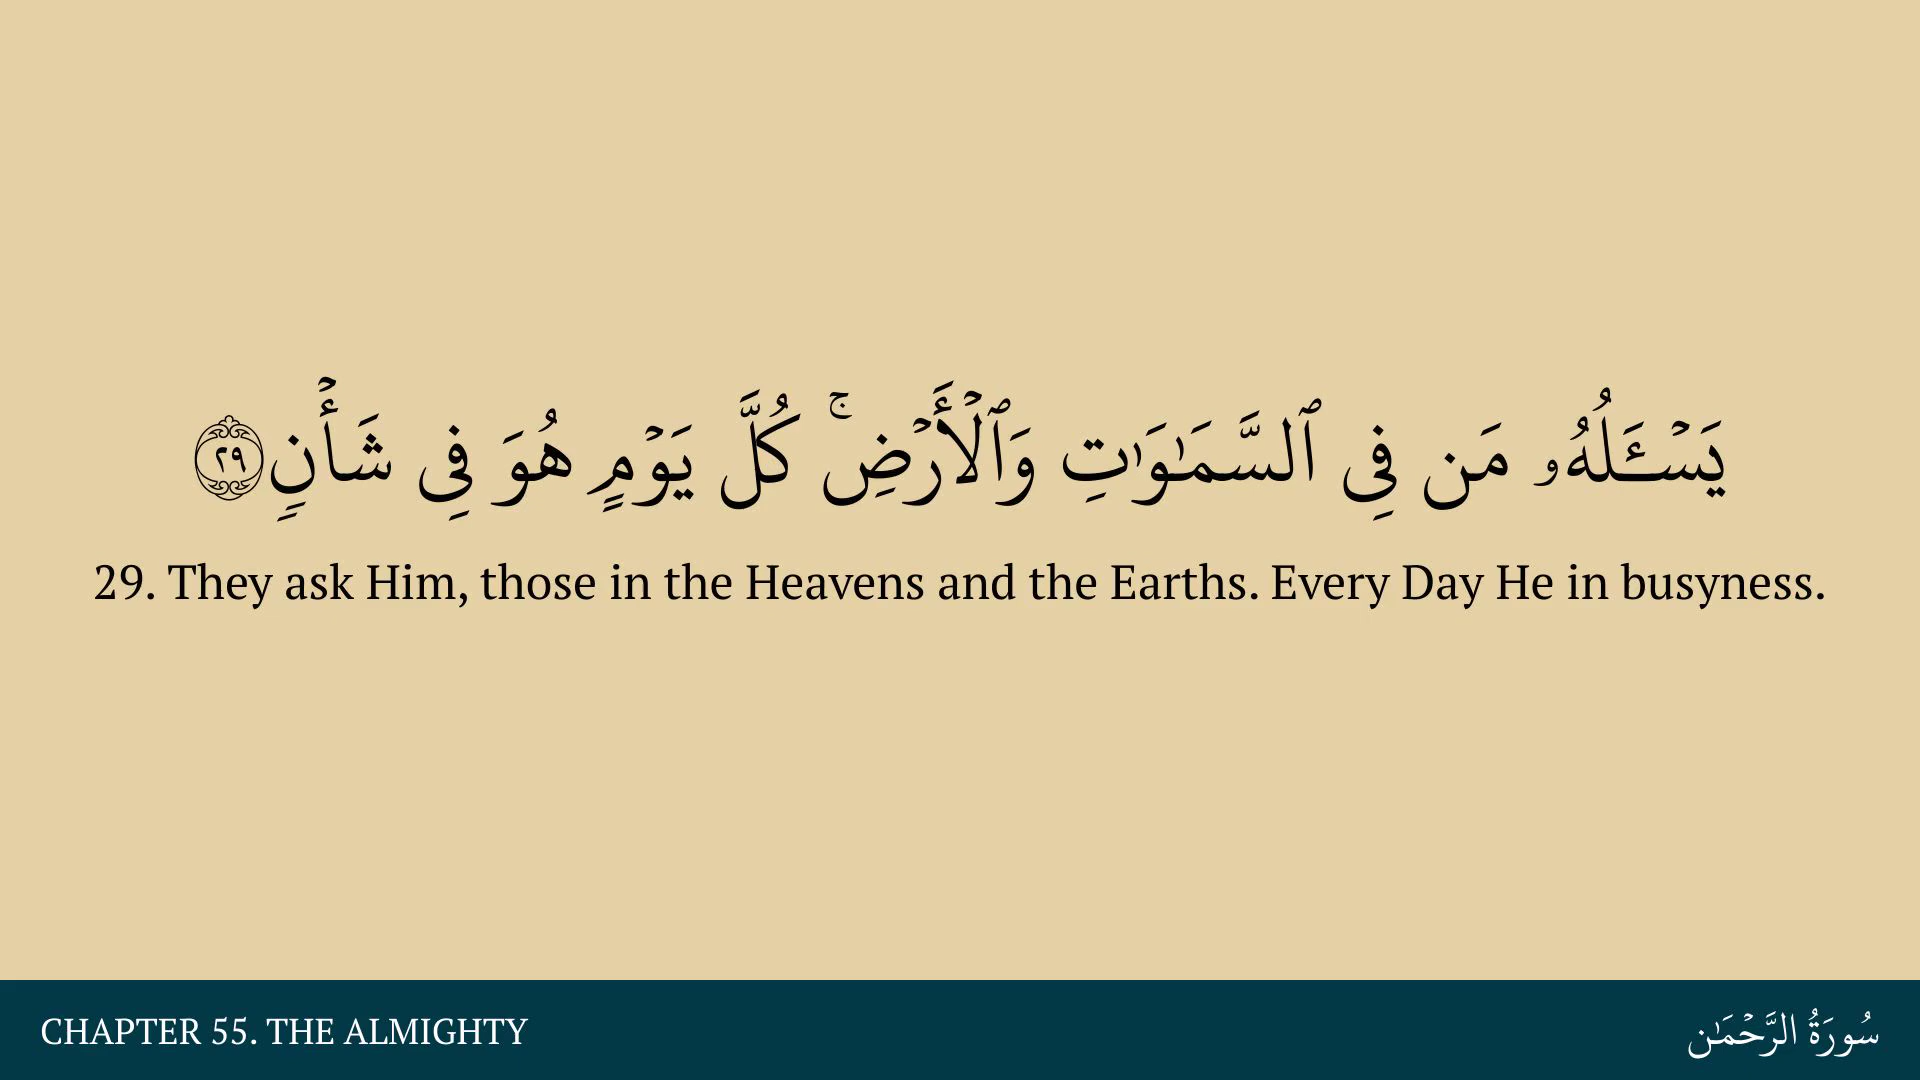 يَسْـَٔلُهُۥ مَن فِى ٱلسَّمَـٰوَٰتِ وَٱلْأَرْضِ ۚ كُلَّ يَوْمٍ هُوَ فِى شَأْنٍ ٢٩
29. They ask Him, those in the Heavens and the Earths. Every Day He in busyness.
CHAPTER 55. THE ALMIGHTY
سُورَةُ الرَّحْمَـٰن